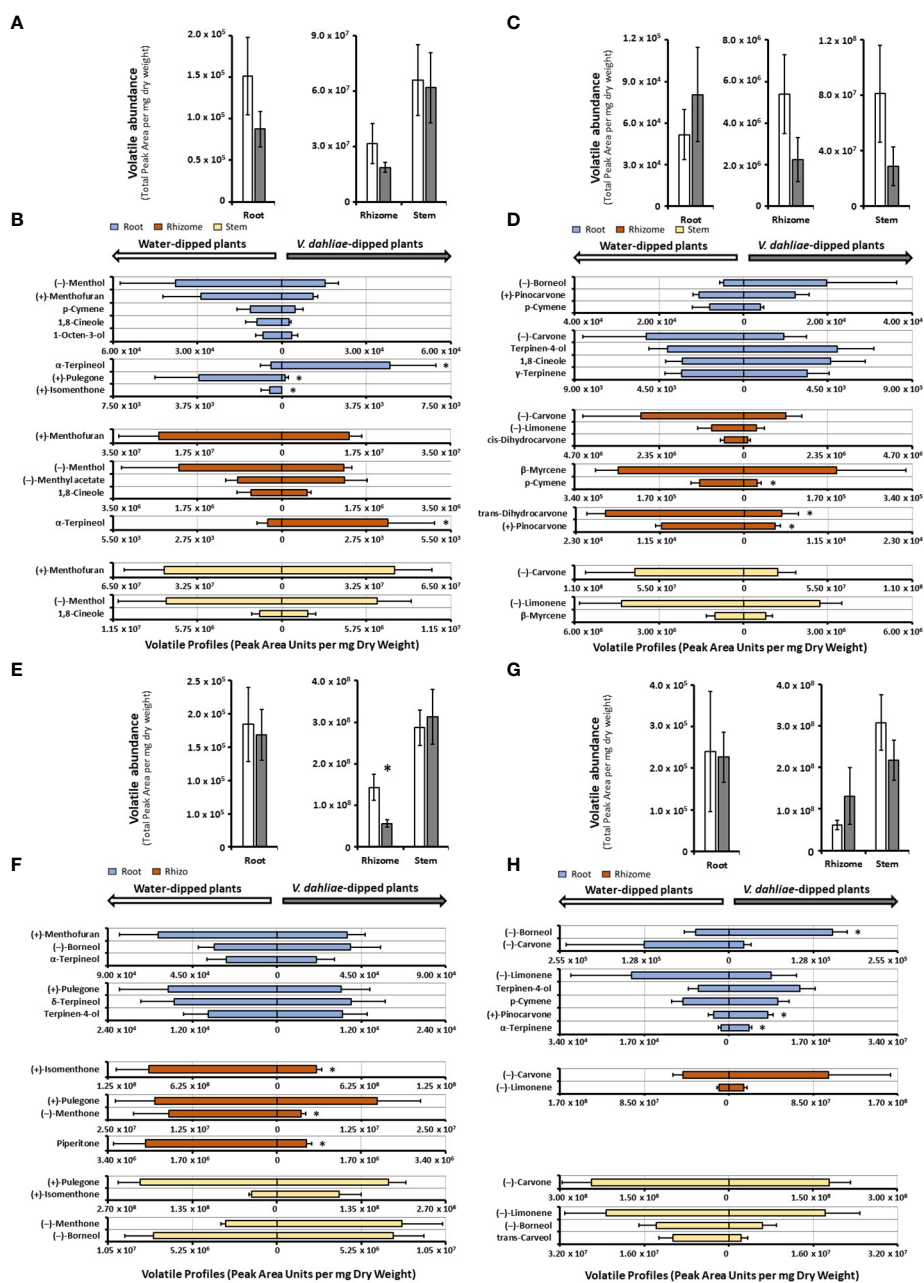 A
Volatile abundance
(Total Peak Area per mg dry weight)
2.0 x 10⁵
1.5 x 10⁵
1.0 x 10⁵
0.5 x 10⁵
0
Root
9.0 x 10⁷
6.0 x 10⁷
3.0 x 10⁷
0
Rhizome Stem
B
Root Rhizome Stem
Water-dipped plants V. dahliae-dipped plants
(−)-Menthol
(+)-Menthofuran
p-Cymene
1,8-Cineole
1-Octen-3-ol
6.00 x 10⁴ 3.00 x 10⁴ 0 3.00 x 10⁴ 6.00 x 10⁴
α-Terpineol *
(+)-Pulegone *
(+)-Isomenthone *
7.50 x 10³ 3.75 x 10³ 0 3.75 x 10³ 7.50 x 10³
(+)-Menthofuran
3.50 x 10⁷ 1.75 x 10⁷ 0 1.75 x 10⁷ 3.50 x 10⁷
(−)-Menthol
(−)-Menthyl acetate
1,8-Cineole
3.50 x 10⁶ 1.75 x 10⁶ 0 1.75 x 10⁶ 3.50 x 10⁶
α-Terpineol *
5.50 x 10³ 2.75 x 10³ 0 2.75 x 10³ 5.50 x 10³
(+)-Menthofuran
6.50 x 10⁷ 3.25 x 10⁷ 0 3.25 x 10⁷ 6.50 x 10⁷
(−)-Menthol
1,8-Cineole
1.15 x 10⁷ 5.75 x 10⁶ 0 5.75 x 10⁶ 1.15 x 10⁷
Volatile Profiles (Peak Area Units per mg Dry Weight)
C
Volatile abundance
(Total Peak Area per mg dry weight)
1.2 x 10⁵
9.0 x 10⁴
6.0 x 10⁴
3.0 x 10⁴
0
Root
8.0 x 10⁶
6.0 x 10⁶
4.0 x 10⁶
2.0 x 10⁶
0
Rhizome
1.2 x 10⁸
8.0 x 10⁷
4.0 x 10⁷
0
Stem
D
Root Rhizome Stem
Water-dipped plants V. dahliae-dipped plants
(−)-Borneol
(+)-Pinocarvone
p-Cymene
4.00 x 10⁴ 2.00 x 10⁴ 0 2.00 x 10⁴ 4.00 x 10⁴
(−)-Carvone
Terpinen-4-ol
1,8-Cineole
γ-Terpinene
9.00 x 10³ 4.50 x 10³ 0 4.50 x 10³ 9.00 x 10³
(−)-Carvone
(−)-Limonene
cis-Dihydrocarvone
4.70 x 10⁶ 2.35 x 10⁶ 0 2.35 x 10⁶ 4.70 x 10⁶
β-Myrcene
p-Cymene *
3.40 x 10⁵ 1.70 x 10⁵ 0 1.70 x 10⁵ 3.40 x 10⁵
trans-Dihydrocarvone *
(+)-Pinocarvone *
2.30 x 10⁴ 1.15 x 10⁴ 0 1.15 x 10⁴ 2.30 x 10⁴
(−)-Carvone
1.10 x 10⁸ 5.50 x 10⁷ 0 5.50 x 10⁷ 1.10 x 10⁸
(−)-Limonene
β-Myrcene
6.00 x 10⁶ 3.00 x 10⁶ 0 3.00 x 10⁶ 6.00 x 10⁶
Volatile Profiles (Peak Area Units per mg Dry Weight)
E
Volatile abundance
(Total Peak Area per mg dry weight)
2.0 x 10⁵
2.0 x 10⁵
1.5 x 10⁵
1.0 x 10⁵
1.0 x 10⁵
Root
4.0 x 10⁸
3.0 x 10⁸
2.0 x 10⁸
1.0 x 10⁸
0
*
Rhizome Stem
F
Root Rhizo
Water-dipped plants V. dahliae-dipped plants
(+)-Menthofuran
(−)-Borneol
α-Terpineol
9.00 x 10⁴ 4.50 x 10⁴ 0 4.50 x 10⁴ 9.00 x 10⁴
(+)-Pulegone
δ-Terpineol
Terpinen-4-ol
2.40 x 10⁴ 1.20 x 10⁴ 0 1.20 x 10⁴ 2.40 x 10⁴
(+)-Isomenthone *
1.25 x 10⁸ 6.25 x 10⁷ 0 6.25 x 10⁷ 1.25 x 10⁸
(+)-Pulegone
(−)-Menthone *
2.50 x 10⁷ 1.20 x 10⁷ 0 1.20 x 10⁷ 2.50 x 10⁷
Piperitone *
3.40 x 10⁶ 1.70 x 10⁶ 0 1.70 x 10⁶ 3.40 x 10⁶
(+)-Pulegone
(+)-Isomenthone
2.70 x 10⁸ 1.35 x 10⁸ 0 1.35 x 10⁸ 2.70 x 10⁸
(−)-Menthone
(−)-Borneol
1.05 x 10⁷ 5.25 x 10⁶ 0 5.25 x 10⁶ 1.05 x 10⁷
Volatile Profiles (Peak Area Units per mg Dry Weight)
G
Volatile abundance
(Total Peak Area per mg dry weight)
4.0 x 10⁵
3.0 x 10⁵
2.0 x 10⁵
1.0 x 10⁵
0
Root
4.0 x 10⁸
3.0 x 10⁸
2.0 x 10⁸
1.0 x 10⁸
0
Rhizome Stem
H
Root Rhizome
Water-dipped plants V. dahliae-dipped plants
(−)-Borneol *
(−)-Carvone
2.55 x 10⁵ 1.28 x 10⁵ 0 1.28 x 10⁵ 2.55 x 10⁵
(−)-Limonene
Terpinen-4-ol
p-Cymene
(+)-Pinocarvone *
α-Terpinene *
3.40 x 10⁴ 1.70 x 10⁴ 0 1.70 x 10⁴ 3.40 x 10⁴
(−)-Carvone
(−)-Limonene
1.70 x 10⁸ 8.50 x 10⁷ 0 8.50 x 10⁷ 1.70 x 10⁸
(−)-Carvone
3.00 x 10⁸ 1.50 x 10⁸ 0 1.50 x 10⁸ 3.00 x 10⁸
(−)-Limonene
(−)-Borneol
trans-Carveol
3.20 x 10⁷ 1.60 x 10⁷ 0 1.60 x 10⁷ 3.20 x 10⁷
Volatile Profiles (Peak Area Units per mg Dry Weight)